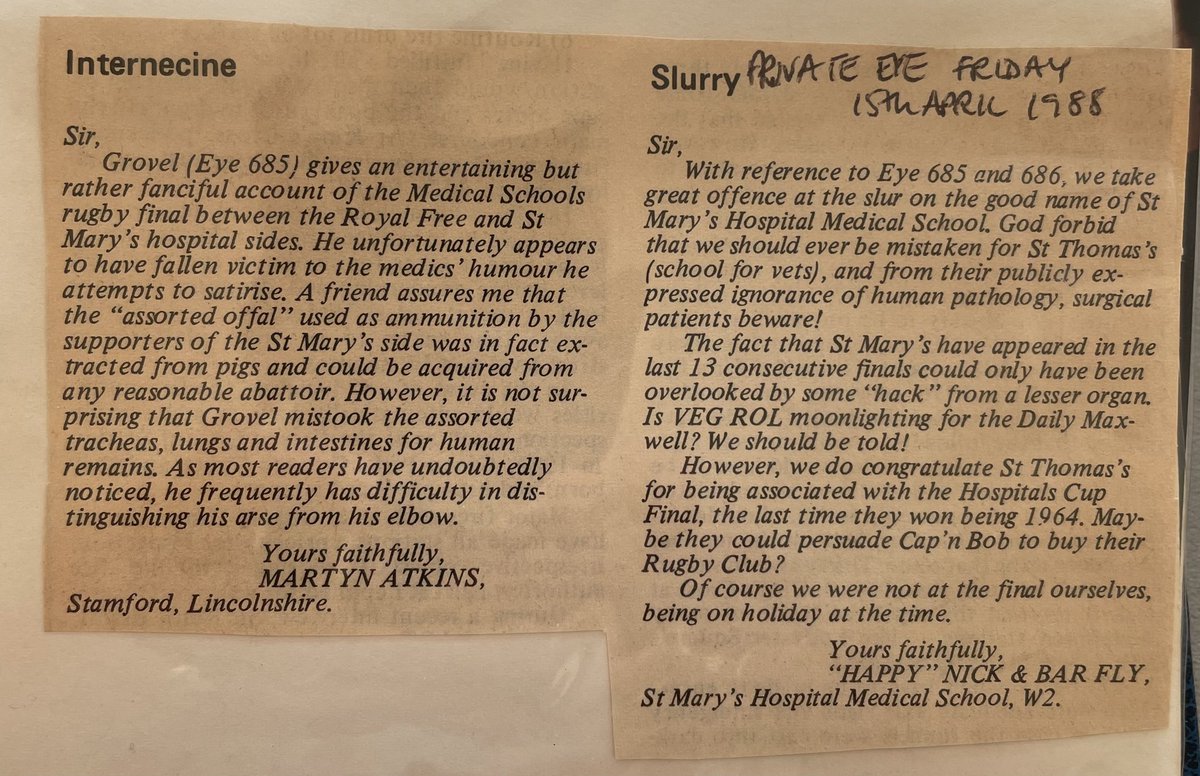 Internecine
Sir,
Grovel (Eye 685) gives an entertaining but
rather fanciful account of the Medical Schools
rugby final between the Royal Free and St
Mary's hospital sides. He unfortunately appears
to have fallen victim to the medics' humour he
attempts to satirise. A friend assures me that
the "assorted offal" used as ammunition by the
supporters of the St Mary's side was in fact ex-
tracted from pigs and could be acquired from
any reasonable abattoir. However, it is not sur-
prising that Grovel mistook the assorted
tracheas, lungs and intestines for human
remains. As most readers have undoubtedly
noticed, he frequently has difficulty in dis-
tinguishing his arse from his elbow.
Yours faithfully,
MARTYN ATKINS,
Stamford, Lincolnshire.
Slurry
PRIVATE EYE FRIDAY
15TH APRIL 1988
Sir,
With reference to Eye 685 and 686, we take
great offence at the slur on the good name of St
Mary's Hospital Medical School. God forbid
that we should ever be mistaken for St Thomas's
(school for vets), and from their publicly ex-
pressed ignorance of human pathology, surgical
patients beware!
The fact that St Mary's have appeared in the
last 13 consecutive finals could only have been
overlooked by some "hack" from a lesser organ.
Is VEG ROL moonlighting for the Daily Max-
well? We should be told!
However, we do congratulate St Thomas's
for being associated with the Hospitals Cup
Final, the last time they won being 1964. May-
be they could persuade Cap'n Bob to buy their
Rugby Club?
Of course we were not at the final ourselves,
being on holiday at the time.
Yours faithfully,
"HAPPY" NICK & BAR FLY,
St Mary's Hospital Medical School, W2.